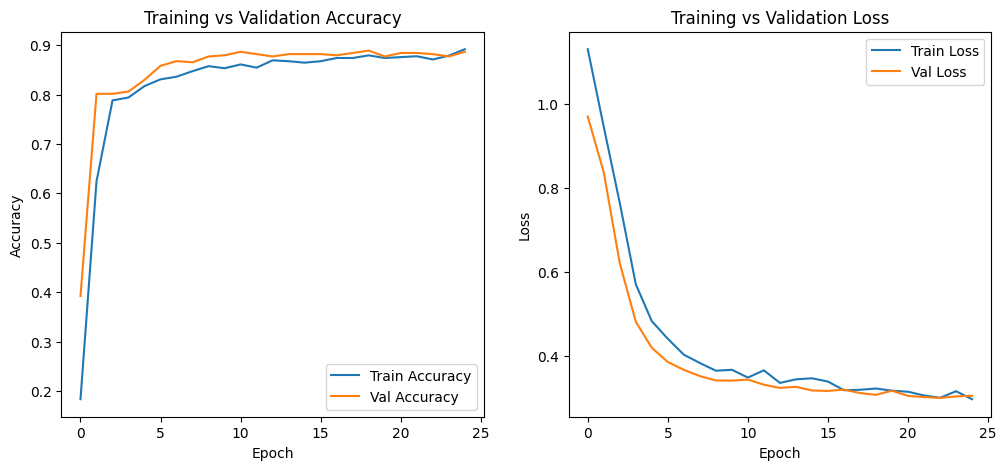 Training vs Validation Accuracy
0.9
0.8
0.7
0.6
0.5
0.4
0.3
0.2
Accuracy
0 5 10 15 20 25
Epoch
Train Accuracy
Val Accuracy
Training vs Validation Loss
1.0
0.8
0.6
0.4
Loss
0 5 10 15 20 25
Epoch
Train Loss
Val Loss